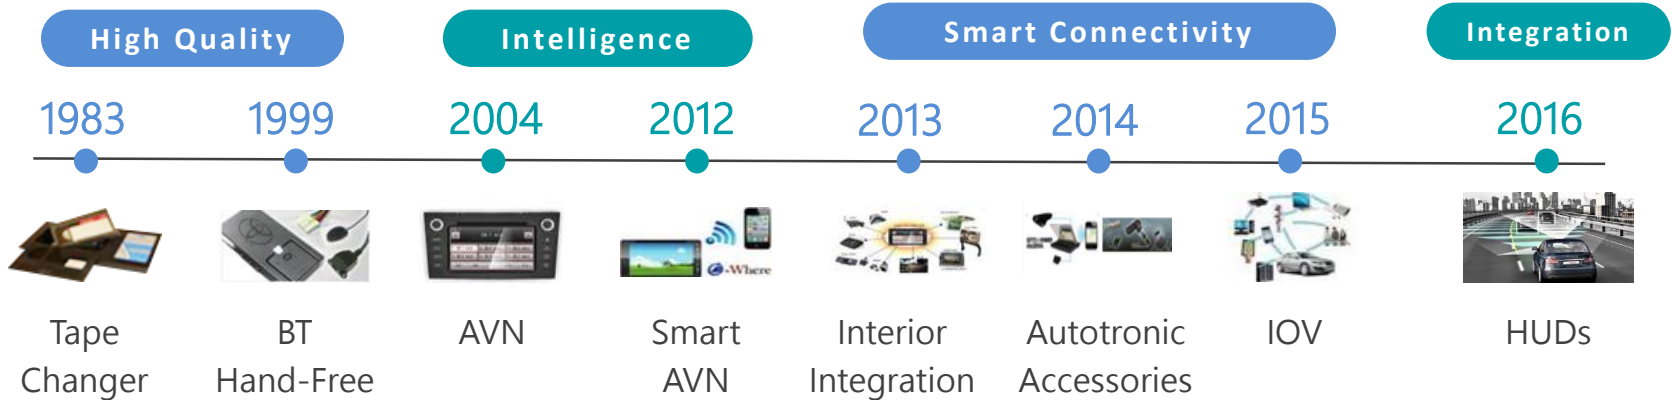 High Quality
Intelligence
Smart Connectivity
Integration
1983
1999
2004
2012
2013
2014
2015
2016
e-Where
Tape
Changer
BT
Hand-Free
AVN
Smart
AVN
Interior
Integration
Autotronic
Accessories
IOV
HUDs